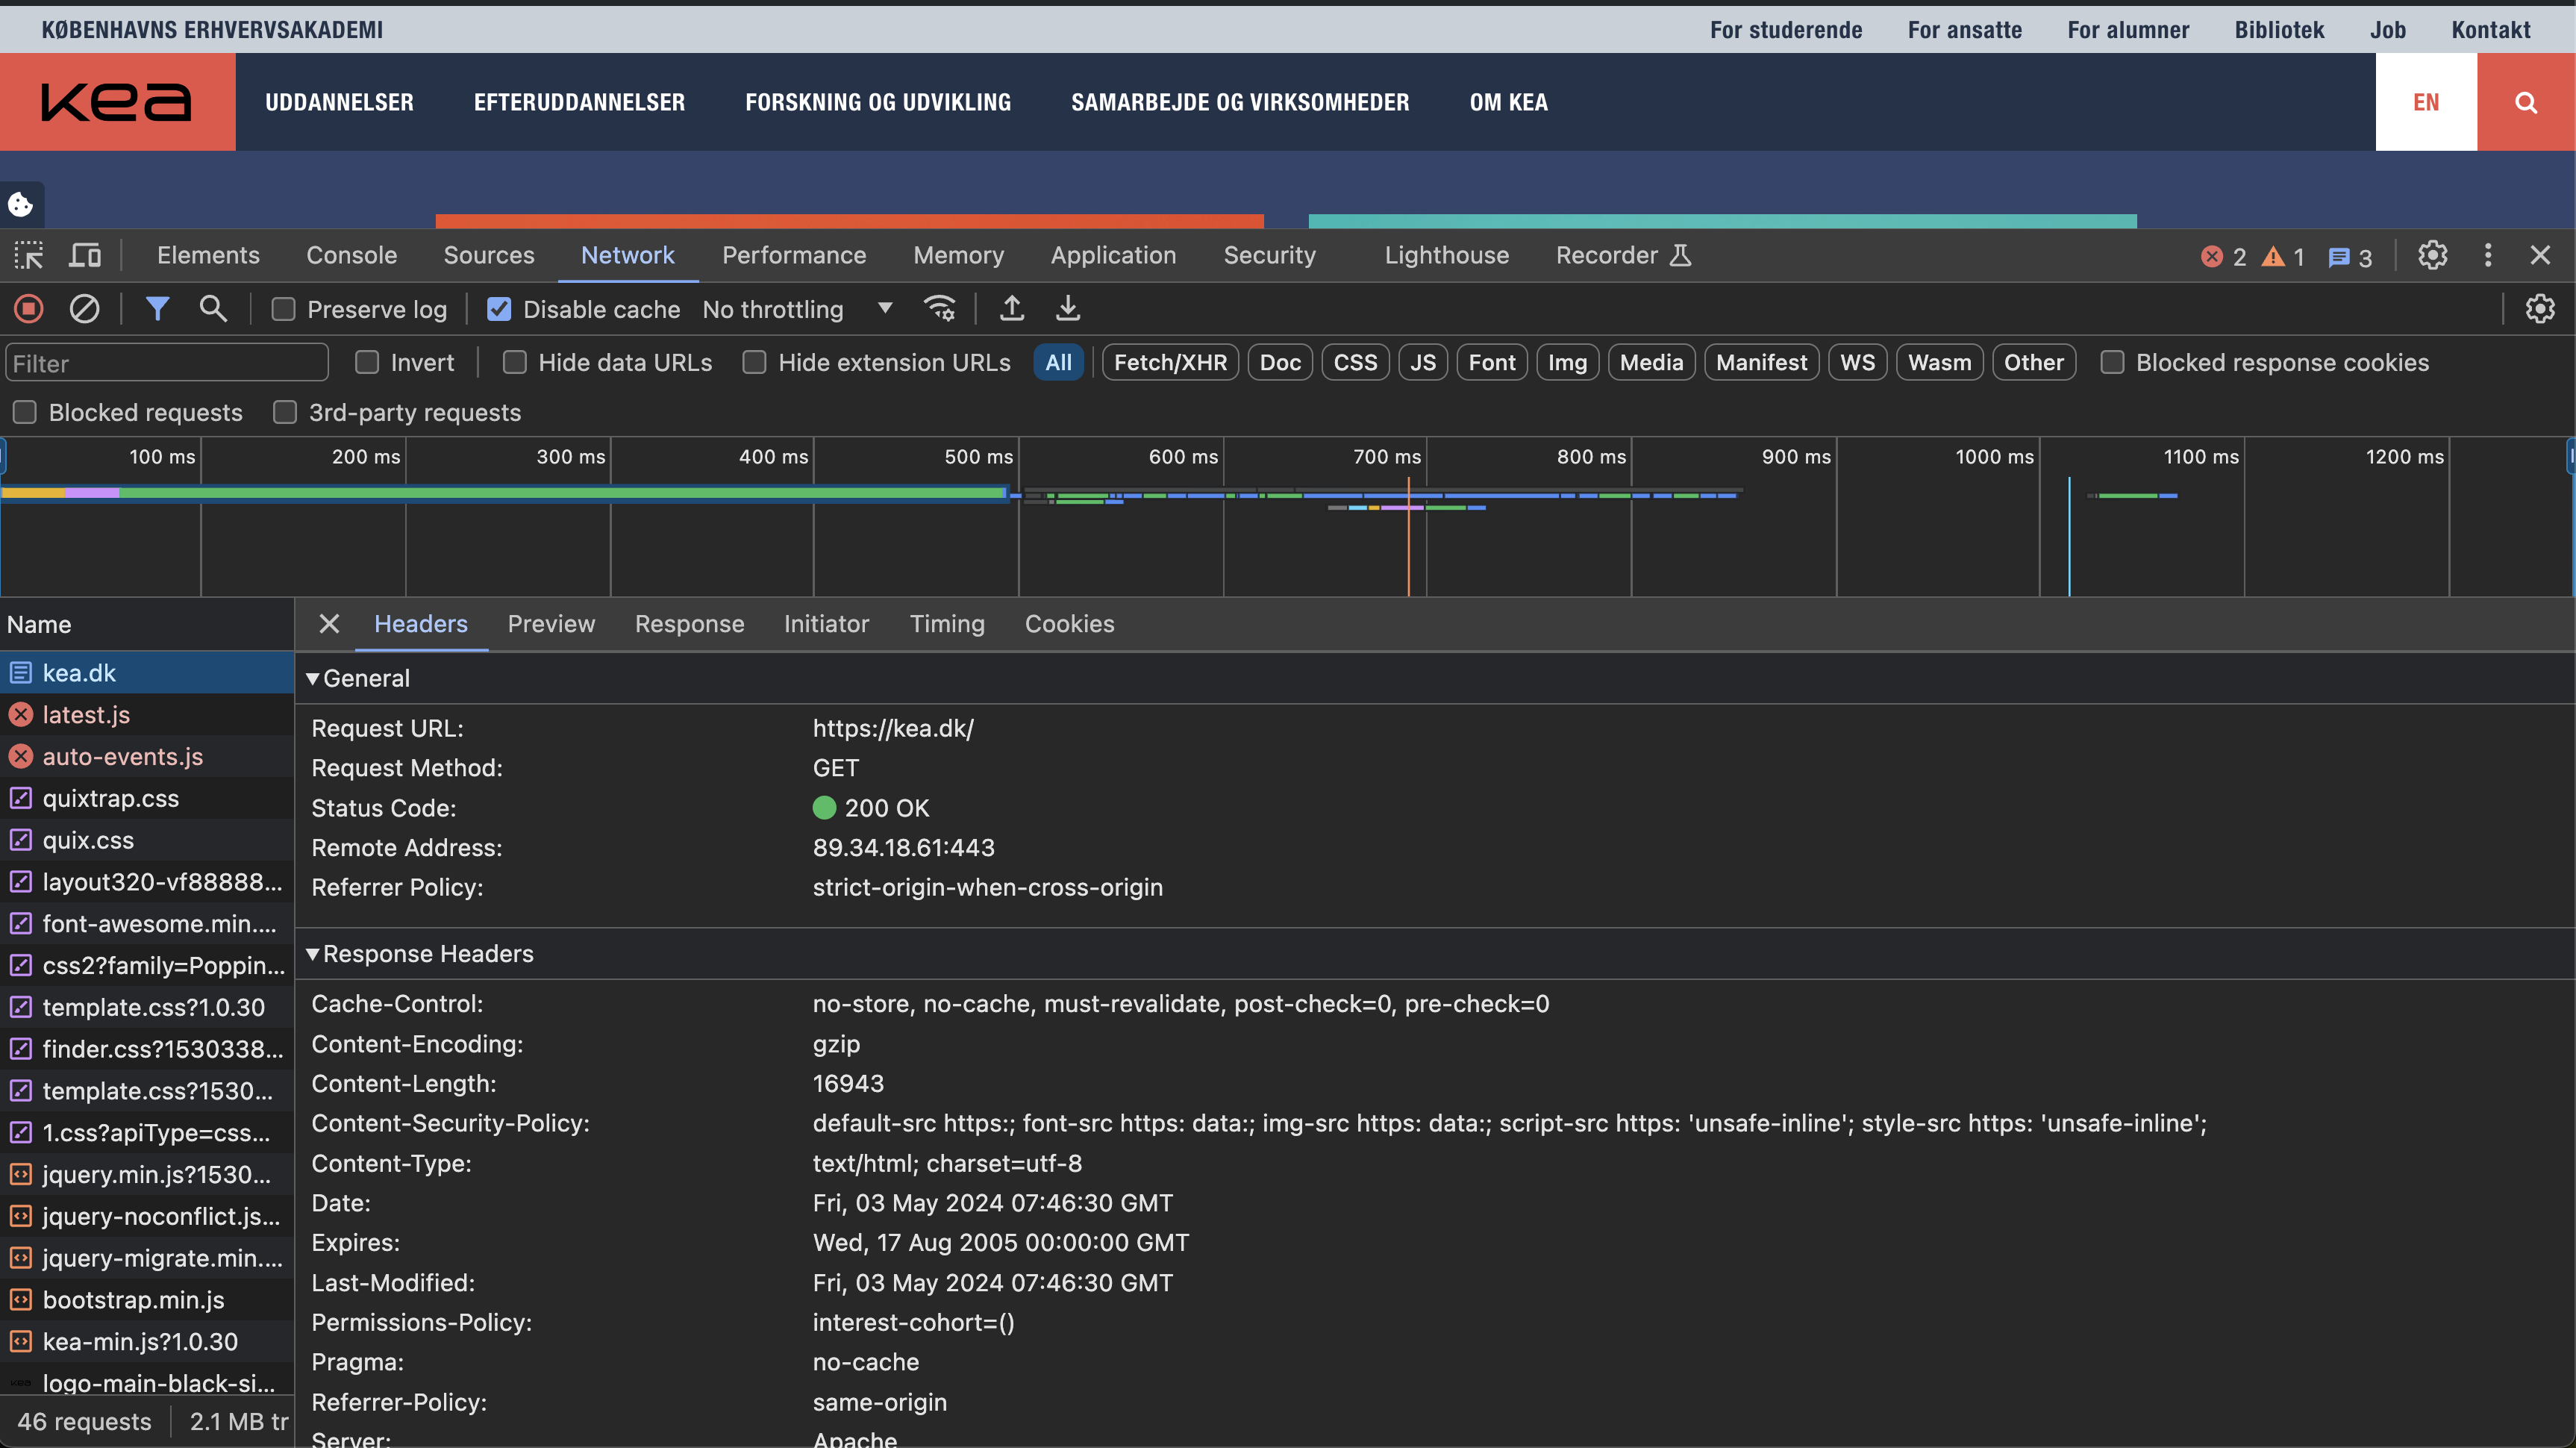 KØBENHAVNS ERHVERVSAKADEMI For studerende For ansatte For alumner Bibliotek Job Kontakt
kea UDDANNELSER EFTERUDDANNELSER FORSKNING OG UDVIKLING SAMARBEJDE OG VIRKSOMHEDER OM KEA EN
Elements Console Sources Network Performance Memory Application Security Lighthouse Recorder 2 1 3
Preserve log Disable cache No throttling
Filter Invert Hide data URLs Hide extension URLs All Fetch/XHR Doc CSS JS Font Img Media Manifest WS Wasm Other Blocked response cookies
Blocked requests 3rd-party requests
100 ms 200 ms 300 ms 400 ms 500 ms 600 ms 700 ms 800 ms 900 ms 1000 ms 1100 ms 1200 ms
Name
kea.dk
latest.js
auto-events.js
quixtrap.css
quix.css
layout320-vf88888...
font-awesome.min....
css2?family=Poppin...
template.css?1.0.30
finder.css?1530338...
template.css?1530...
1.css?apiType=css...
jquery.min.js?1530...
jquery-noconflict.js...
jquery-migrate.min....
bootstrap.min.js
kea-min.js?1.0.30
logo-main-black-si...
46 requests 2.1 MB tr
Headers Preview Response Initiator Timing Cookies
General
Request URL: https://kea.dk/
Request Method: GET
Status Code: 200 OK
Remote Address: 89.34.18.61:443
Referrer Policy: strict-origin-when-cross-origin
Response Headers
Cache-Control: no-store, no-cache, must-revalidate, post-check=0, pre-check=0
Content-Encoding: gzip
Content-Length: 16943
Content-Security-Policy: default-src https:; font-src https: data:; img-src https: data:; script-src https: 'unsafe-inline'; style-src https: 'unsafe-inline';
Content-Type: text/html; charset=utf-8
Date: Fri, 03 May 2024 07:46:30 GMT
Expires: Wed, 17 Aug 2005 00:00:00 GMT
Last-Modified: Fri, 03 May 2024 07:46:30 GMT
Permissions-Policy: interest-cohort=()
Pragma: no-cache
Referrer-Policy: same-origin
Server: Apache